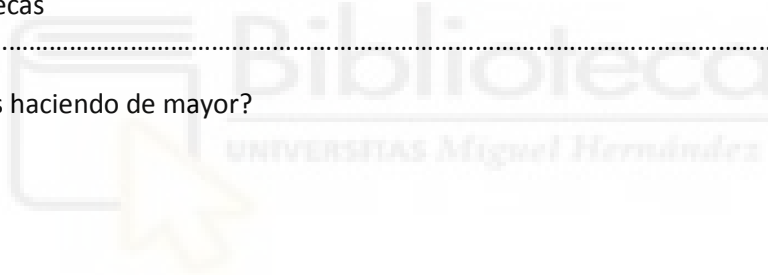 ecas
..........................................................................................
s haciendo de mayor?
Biblioteca
UNIVERSITAS Miguel Hernández